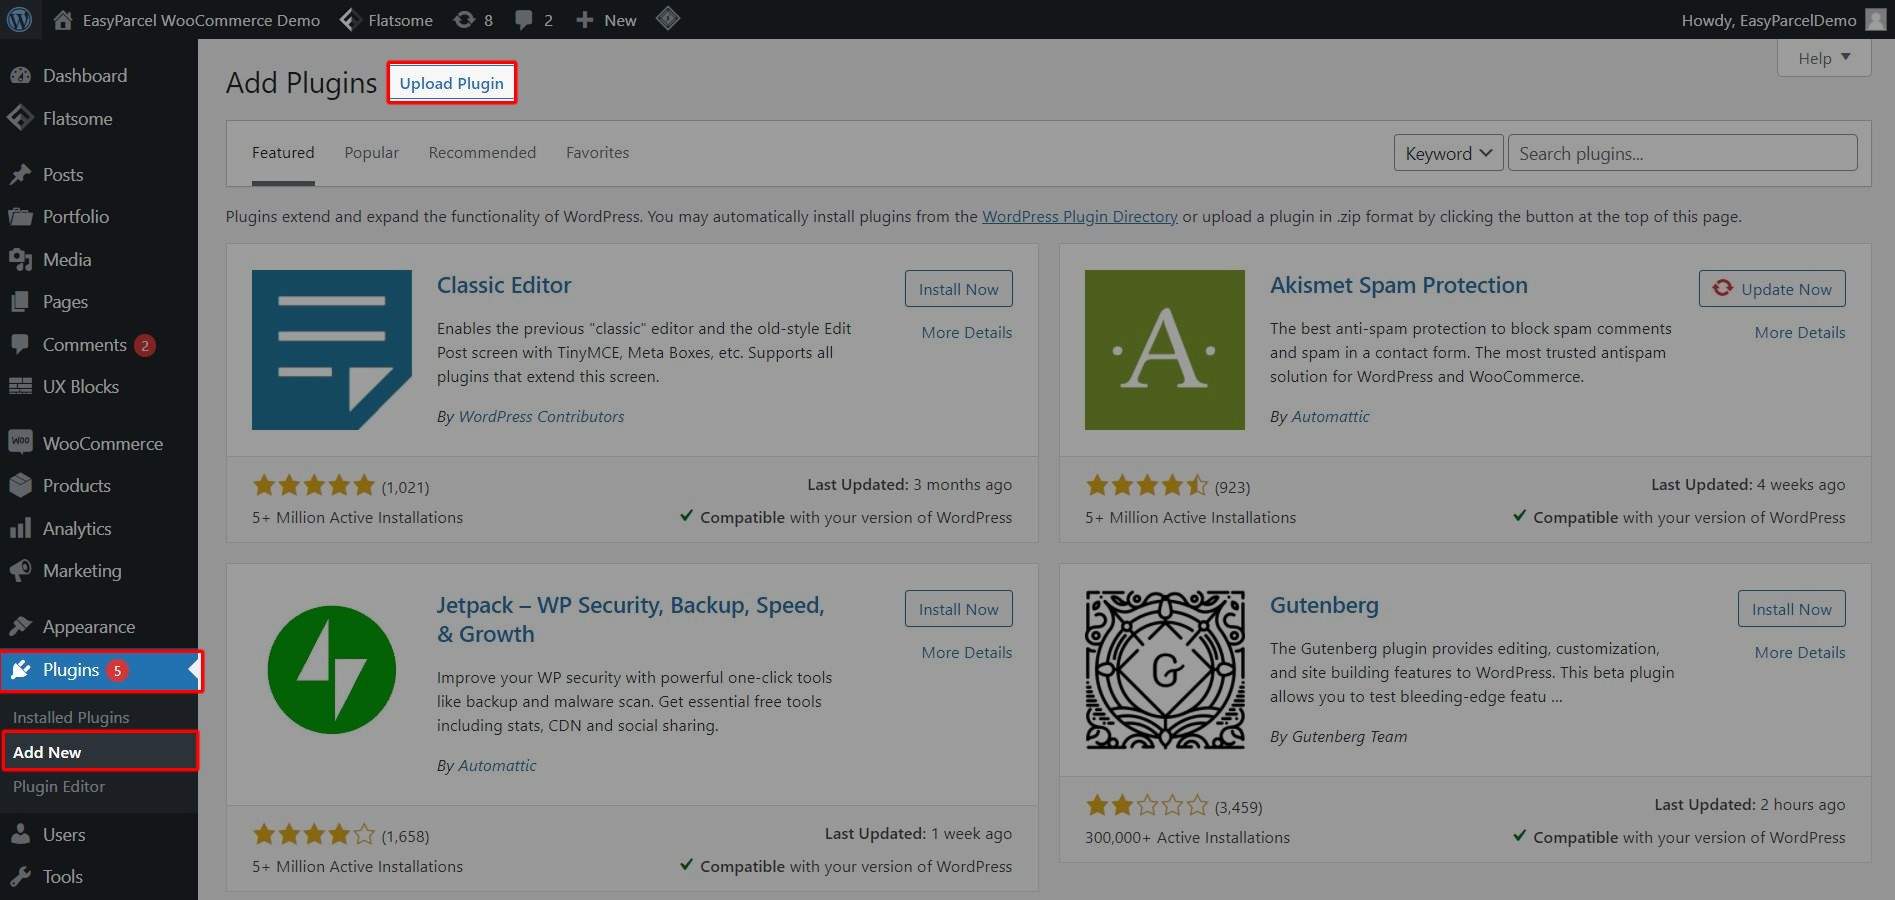 EasyParcel WooCommerce Demo Flatsome 8 2 New Howdy, EasyParcelDemo
Dashboard
Flatsome
Posts
Portfolio
Media
Pages
Comments 2
UX Blocks
WOO WooCommerce
Products
Analytics
Marketing
Appearance
Plugins 5
Installed Plugins
Add New
Plugin Editor
Users
Tools
Help
Add Plugins Upload Plugin
Featured Popular Recommended Favorites Keyword Search plugins...
Plugins extend and expand the functionality of WordPress. You may automatically install plugins from the WordPress Plugin Directory or upload a plugin in .zip format by clicking the button at the top of this page.
Classic Editor
Install Now
More Details
Enables the previous "classic" editor and the old-style Edit
Post screen with TinyMCE, Meta Boxes, etc. Supports all
plugins that extend this screen.
By WordPress Contributors
(1,021)
Last Updated: 3 months ago
5+ Million Active Installations
Compatible with your version of WordPress
A
Akismet Spam Protection
Update Now
More Details
The best anti-spam protection to block spam comments
and spam in a contact form. The most trusted antispam
solution for WordPress and WooCommerce.
By Automattic
(923)
Last Updated: 4 weeks ago
5+ Million Active Installations
Compatible with your version of WordPress
Jetpack – WP Security, Backup, Speed,
& Growth
Install Now
More Details
Improve your WP security with powerful one-click tools
like backup and malware scan. Get essential free tools
including stats, CDN and social sharing.
By Automattic
(1,658)
Last Updated: 1 week ago
5+ Million Active Installations
Compatible with your version of WordPress
G
Gutenberg
Install Now
More Details
The Gutenberg plugin provides editing, customization,
and site building features to WordPress. This beta plugin
allows you to test bleeding-edge featu ...
By Gutenberg Team
(3,459)
Last Updated: 2 hours ago
300,000+ Active Installations
Compatible with your version of WordPress